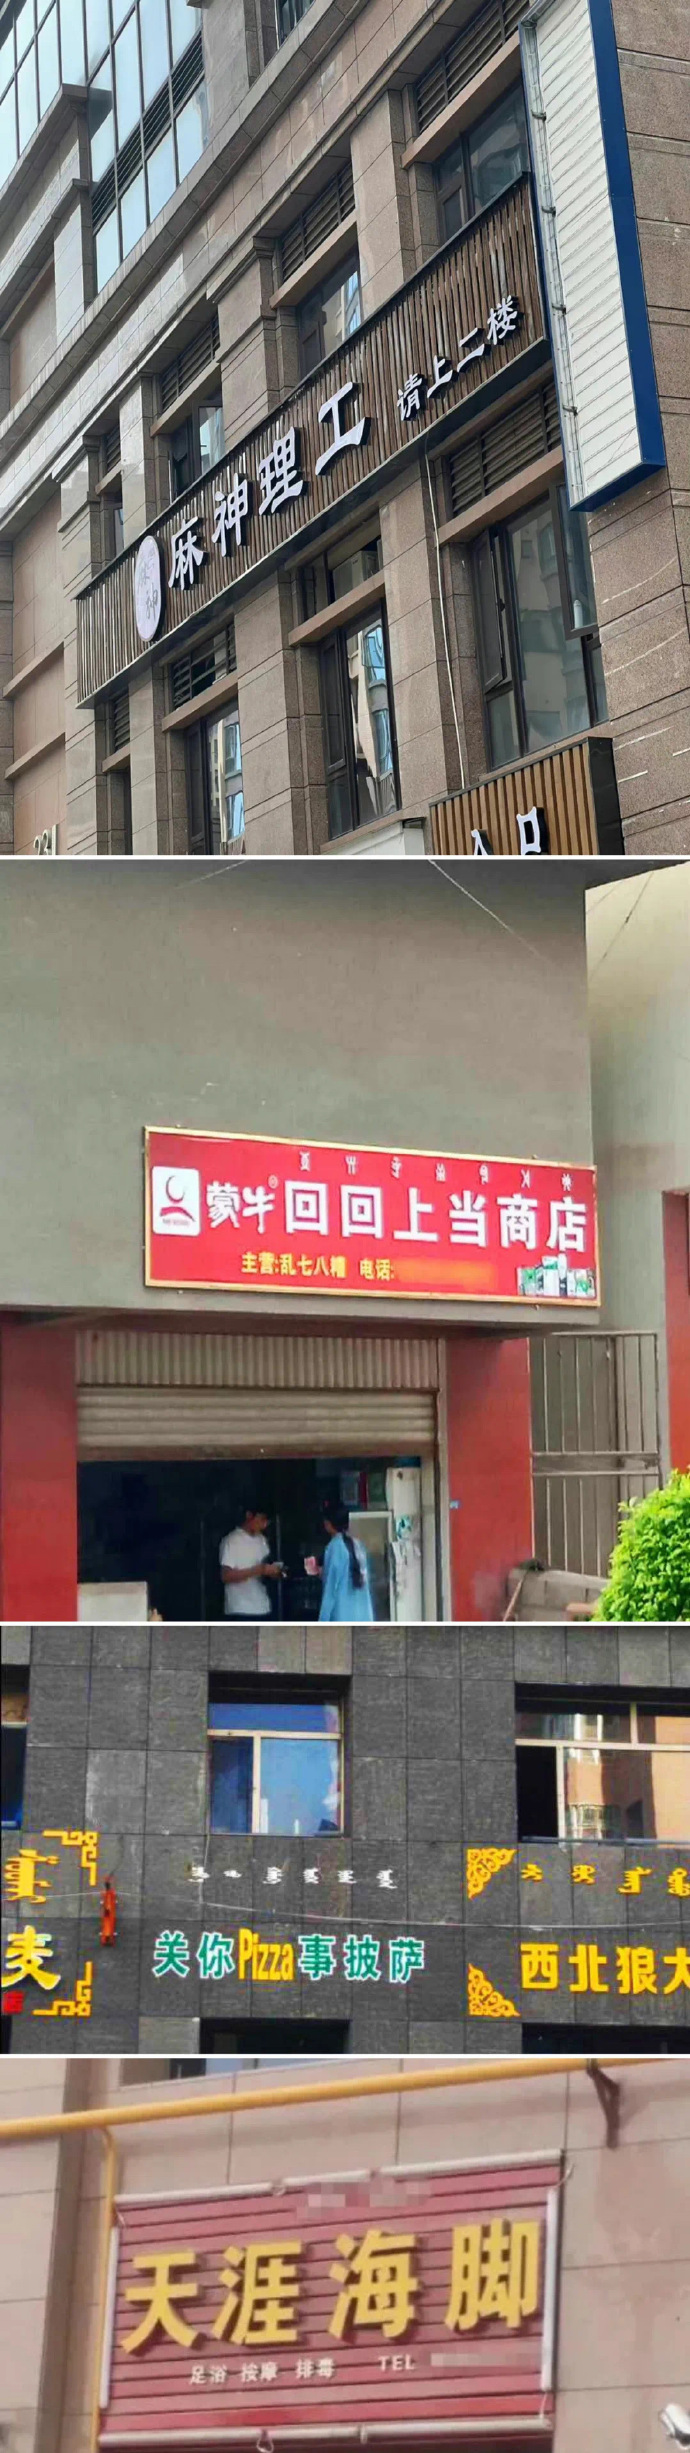 麻神理工 请上二楼
蒙牛® 回回上当商店
主营:乱七八糟 电话:
关你Pizza事披萨
麦
店
西北狼大
天涯海脚
足浴 按摩 排毒 TEL